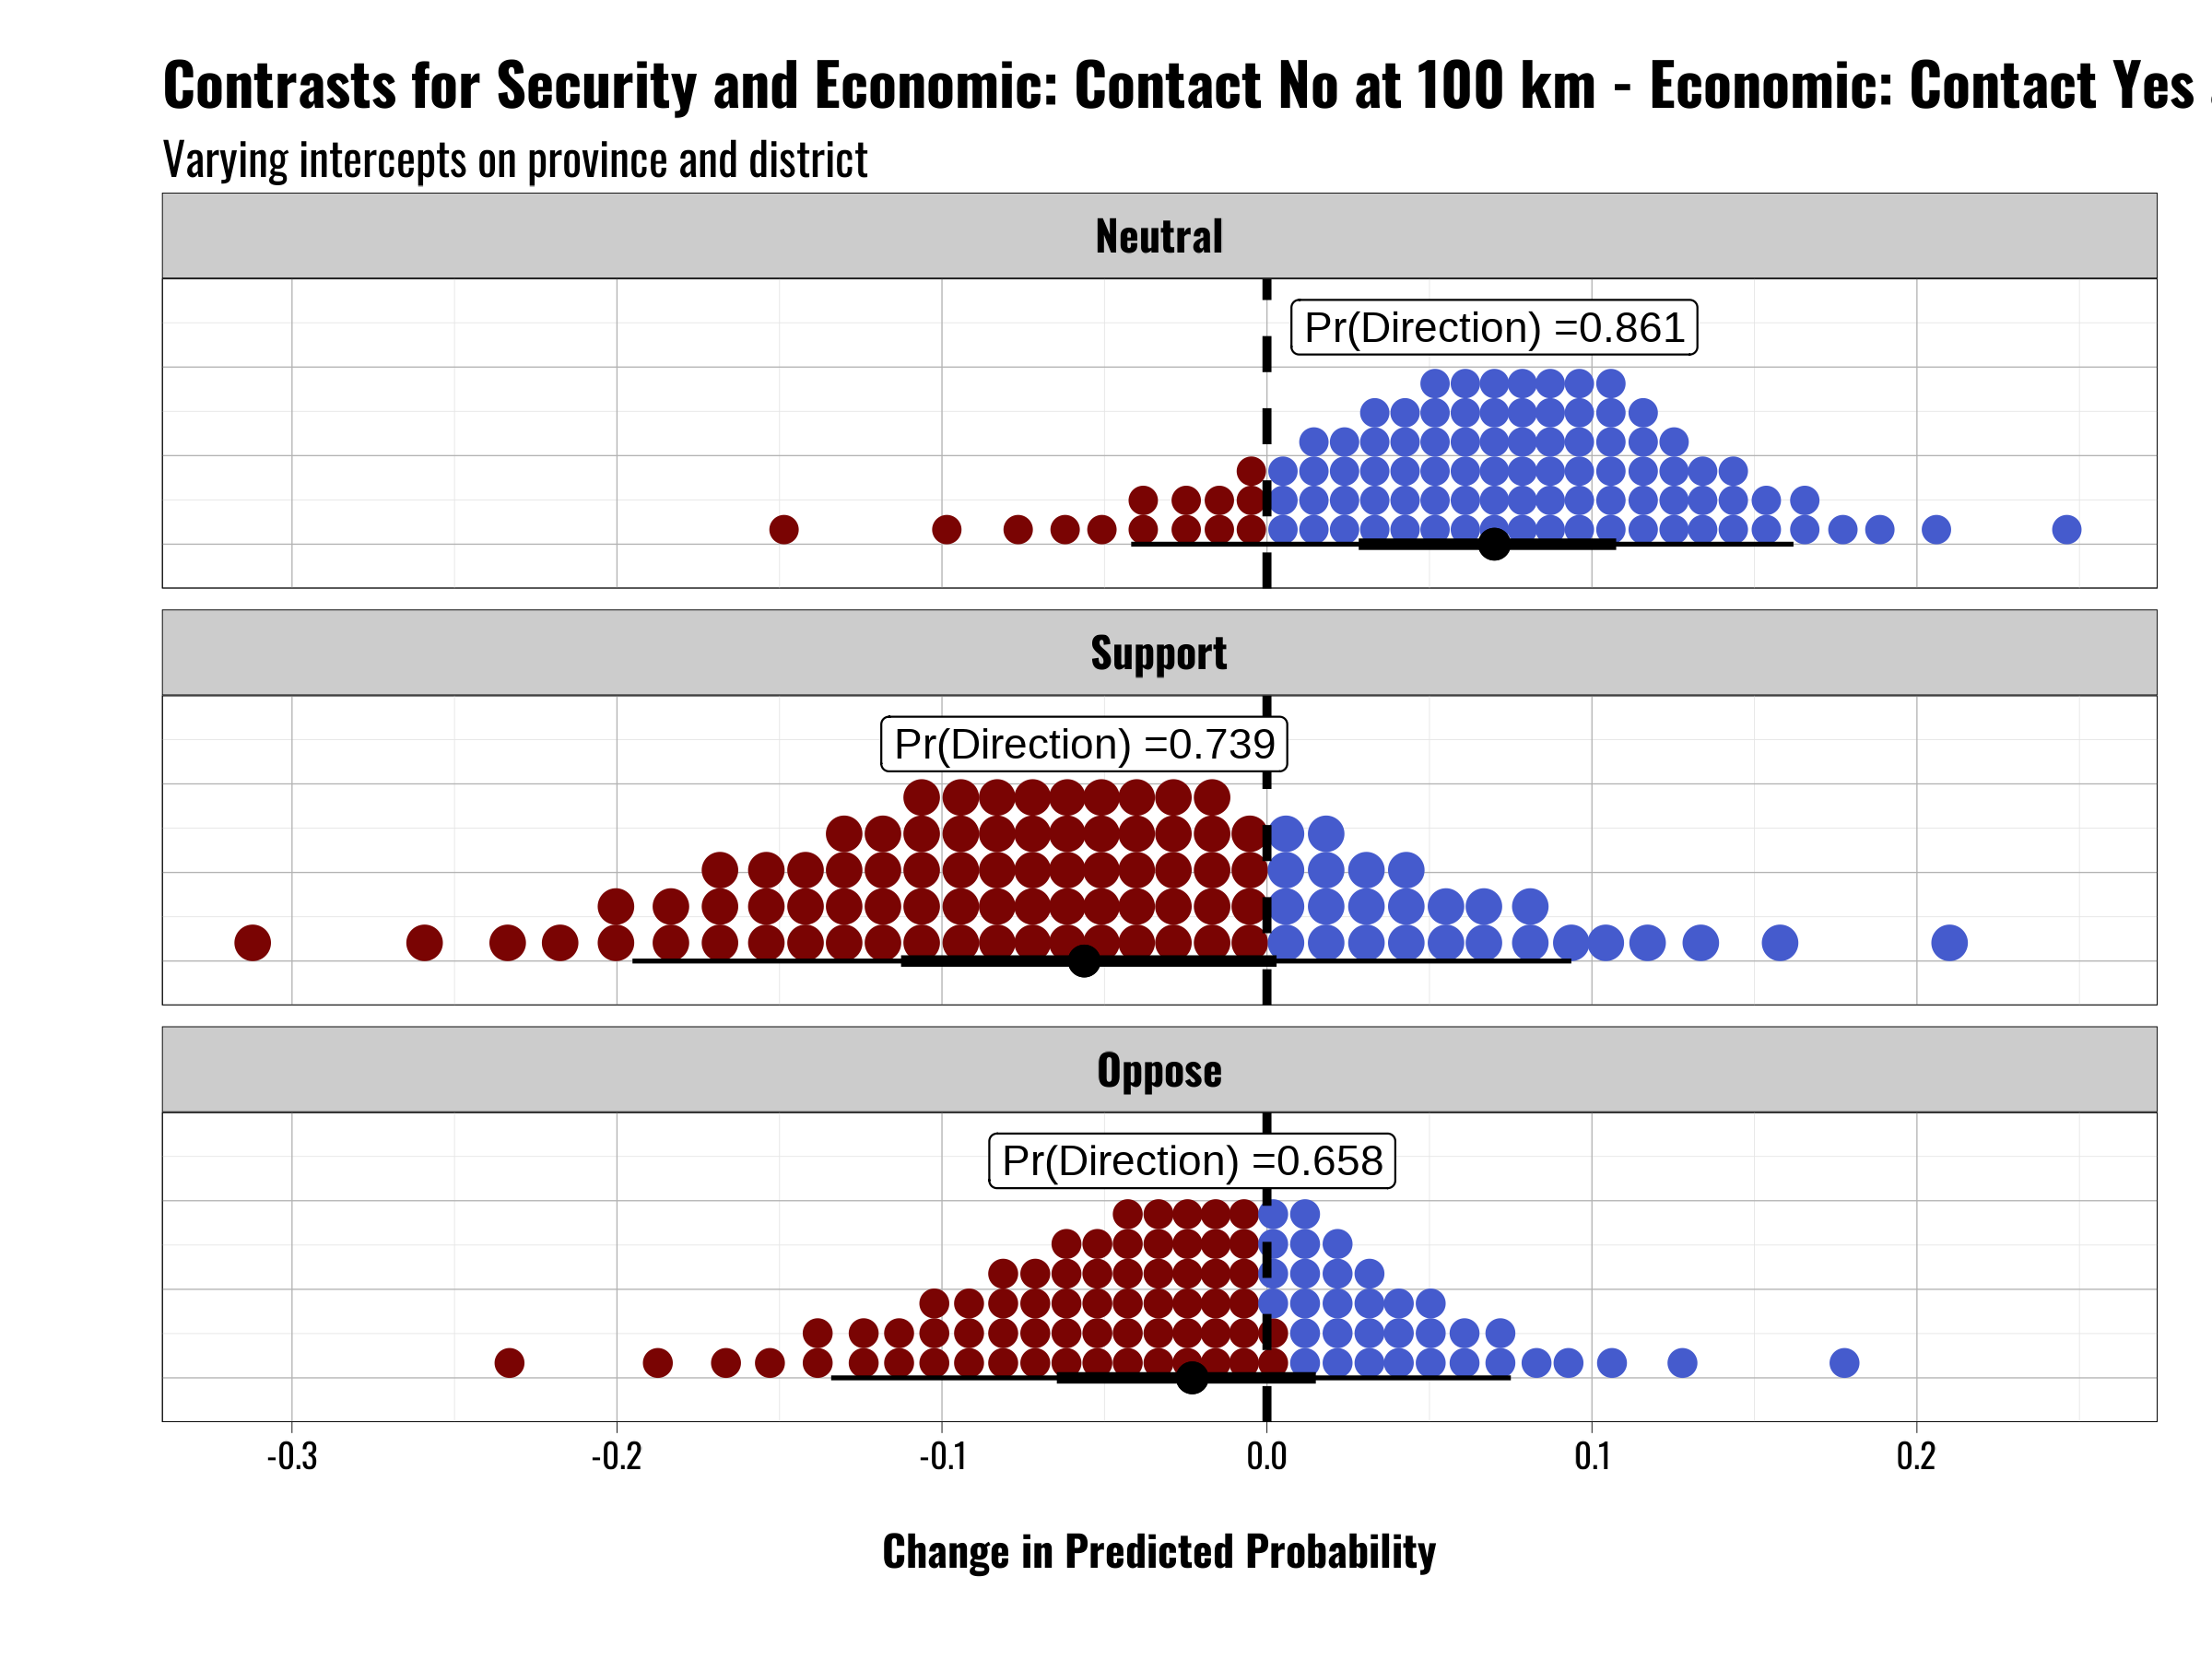 Contrasts for Security and Economic: Contact No at 100 km - Economic: Contact Yes
Varying intercepts on province and district
Neutral
Pr(Direction) =0.861
Support
Pr(Direction) =0.739
Oppose
Pr(Direction) =0.658
-0.3 -0.2 -0.1 0.0 0.1 0.2
Change in Predicted Probability